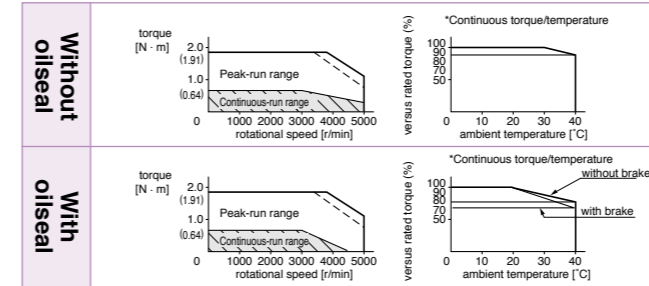 Without
oilseal
torque
[N · m]
2.0
(1.91)
1.0
(0.64)
Peak-run range
Continuous-run range
0 1000 2000 3000 4000 5000
rotational speed [r/min]
*Continuous torque/temperature
versus rated torque (%)
100
90
80
70
50
0 10 20 30 40
ambient temperature [˚C]
With
oilseal
torque
[N · m]
2.0
(1.91)
1.0
(0.64)
Peak-run range
Continuous-run range
0 1000 2000 3000 4000 5000
rotational speed [r/min]
*Continuous torque/temperature
without brake
with brake
versus rated torque (%)
100
90
80
70
50
0 10 20 30 40
ambient temperature [˚C]